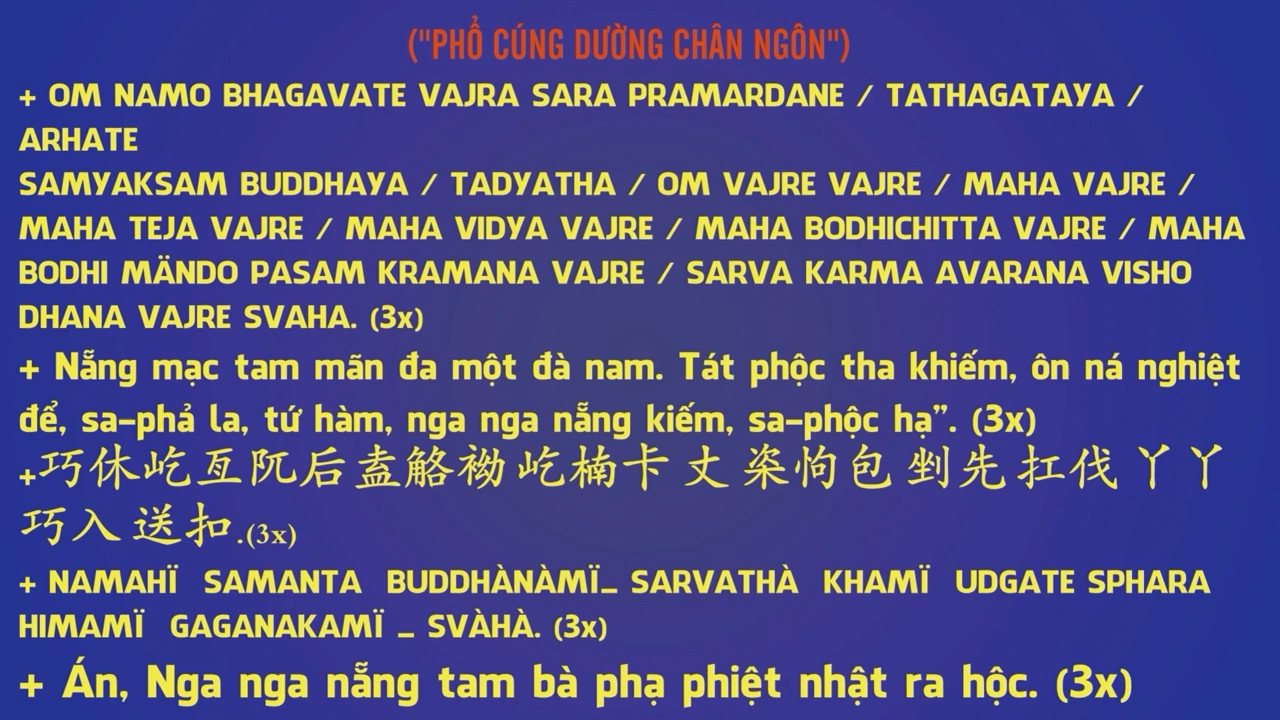 ("PHỔ CÚNG DƯỜNG CHÂN NGÔN")
+ OM NAMO BHAGAVATE VAJRA SARA PRAMARDANE / TATHAGATAYA /
ARHATE
SAMYAKSAM BUDDHAYA / TADYATHA / OM VAJRE VAJRE / MAHA VAJRE /
MAHA TEJA VAJRE / MAHA VIDYA VAJRE / MAHA BODHICHITTA VAJRE / MAHA
BODHI MÄNDO PASAM KRAMANA VAJRE / SARVA KARMA AVARANA VISHO
DHANA VAJRE SVAHA. (3x)
+ Nẵng mạc tam mãn đa một đà nam. Tát phộc tha khiếm, ôn ná nghiệt
để, sa-phả la, tứ hàm, nga nga nẵng kiếm, sa-phộc hạ”. (3x)
+巧休屹亙阢后盍觡袎屹楠卡丈栥怐包剉先扛伐丫丫
巧入送扣.(3x)
+ NAMAHÏ SAMANTA BUDDHÀNÀMÏ_ SARVATHÀ KHAMÏ UDGATE SPHARA
HIMAMÏ GAGANAKAMÏ _ SVÀHÀ. (3x)
+ Án, Nga nga nẵng tam bà phạ phiệt nhật ra hộc. (3x)